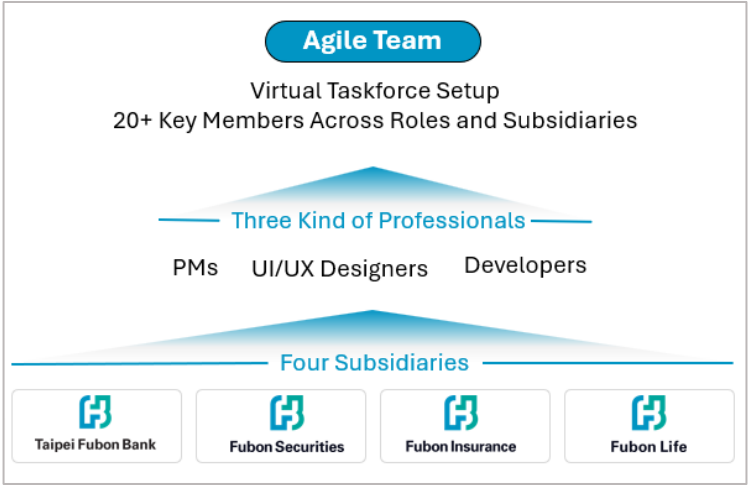 Agile Team
Virtual Taskforce Setup
20+ Key Members Across Roles and Subsidiaries
Three Kind of Professionals
PMs UI/UX Designers Developers
Four Subsidiaries
Taipei Fubon Bank Fubon Securities Fubon Insurance Fubon Life